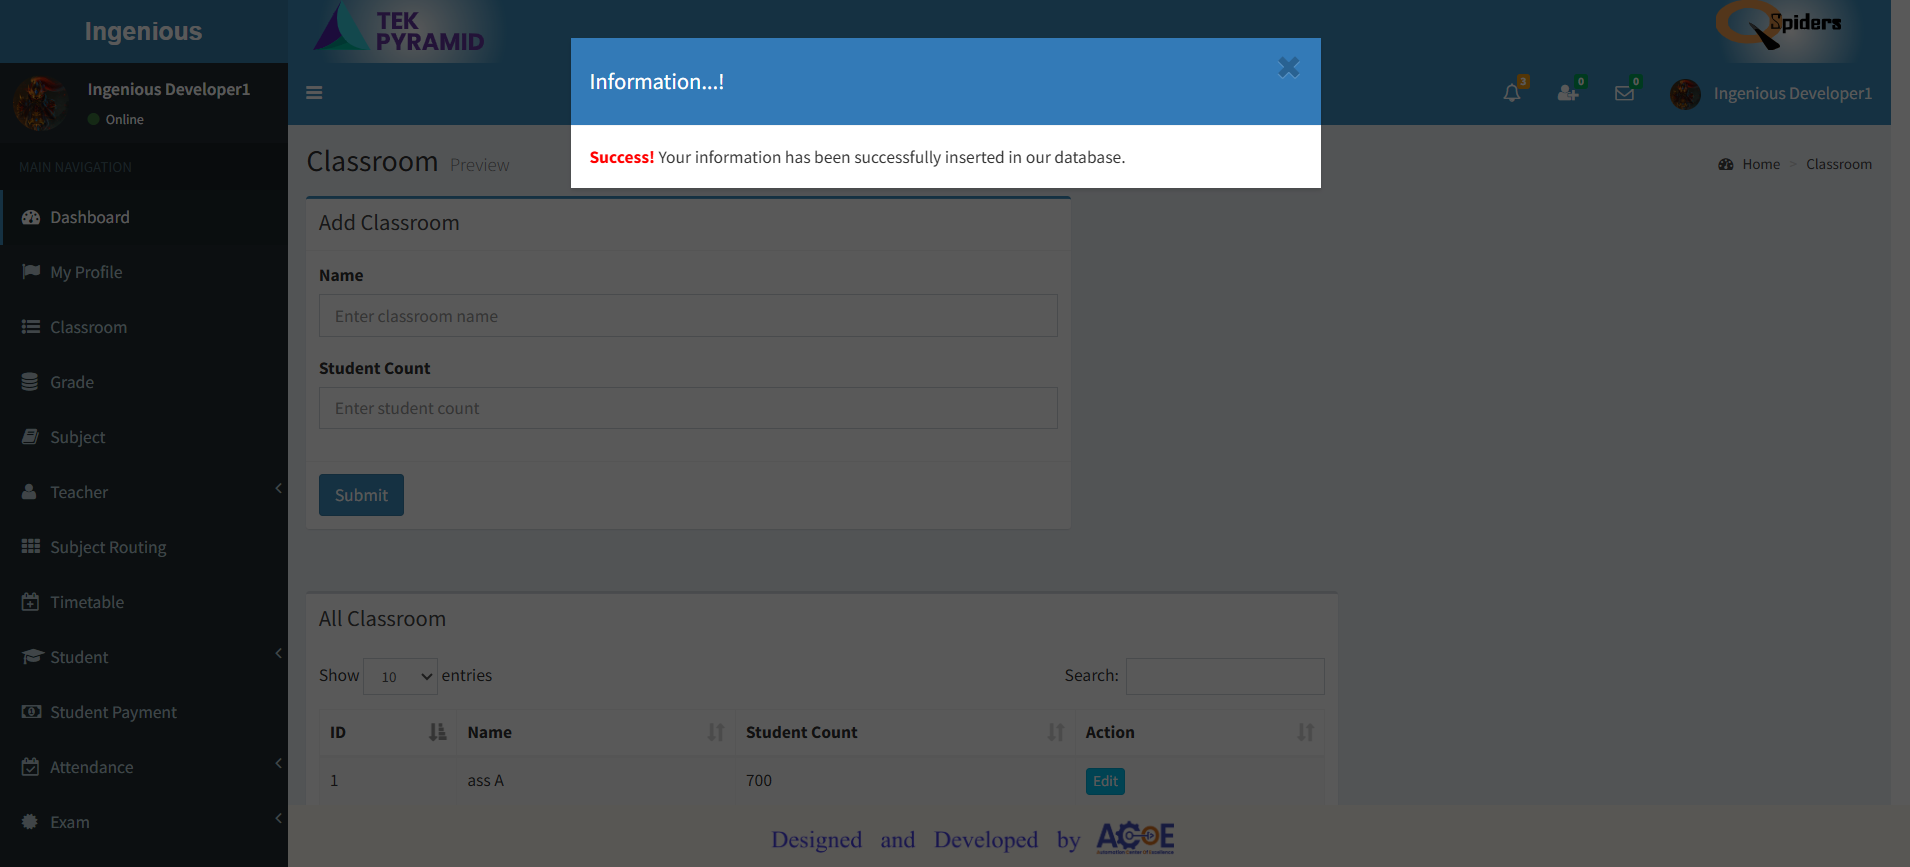 Ingenious
TEK
PYRAMID
Spiders
Information...!
Ingenious Developer1
Online
3
0
0
Ingenious Developer1
Success! Your information has been successfully inserted in our database.
MAIN NAVIGATION
Classroom Preview
Home > Classroom
Dashboard
My Profile
Classroom
Grade
Subject
Teacher
Subject Routing
Timetable
Student
Student Payment
Attendance
Exam
Add Classroom
Name
Enter classroom name
Student Count
Enter student count
Submit
All Classroom
Show 10 entries
Search:
ID Name Student Count Action
1 ass A 700 Edit
Designed and Developed by ACOE
Automation Center Of Excellence